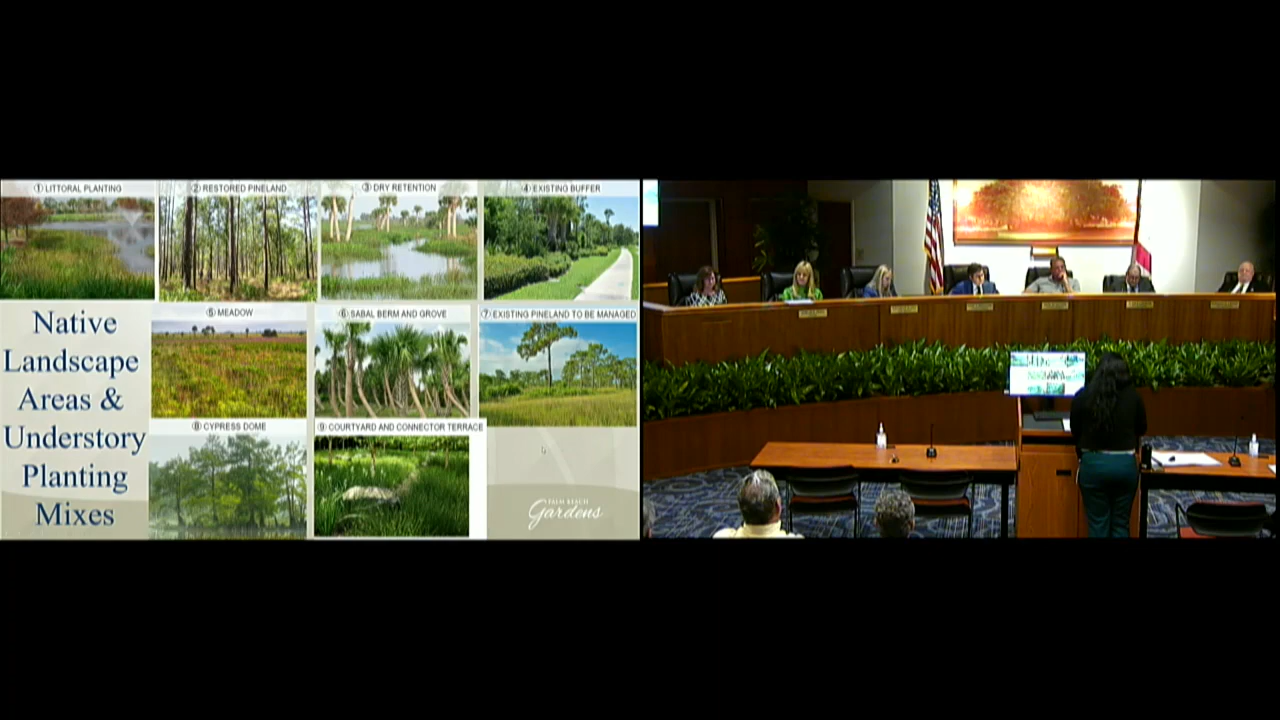 ① LITTORAL PLANTING
② RESTORED PINELAND
③ DRY RETENTION
④ EXISTING BUFFER
Native
Landscape
Areas &
Understory
Planting
Mixes
⑤ MEADOW
⑥ SABAL BERM AND GROVE
⑦ EXISTING PINELAND TO BE MANAGED
⑧ CYPRESS DOME
⑨ COURTYARD AND CONNECTOR TERRACE
PALM BEACH
Gardens